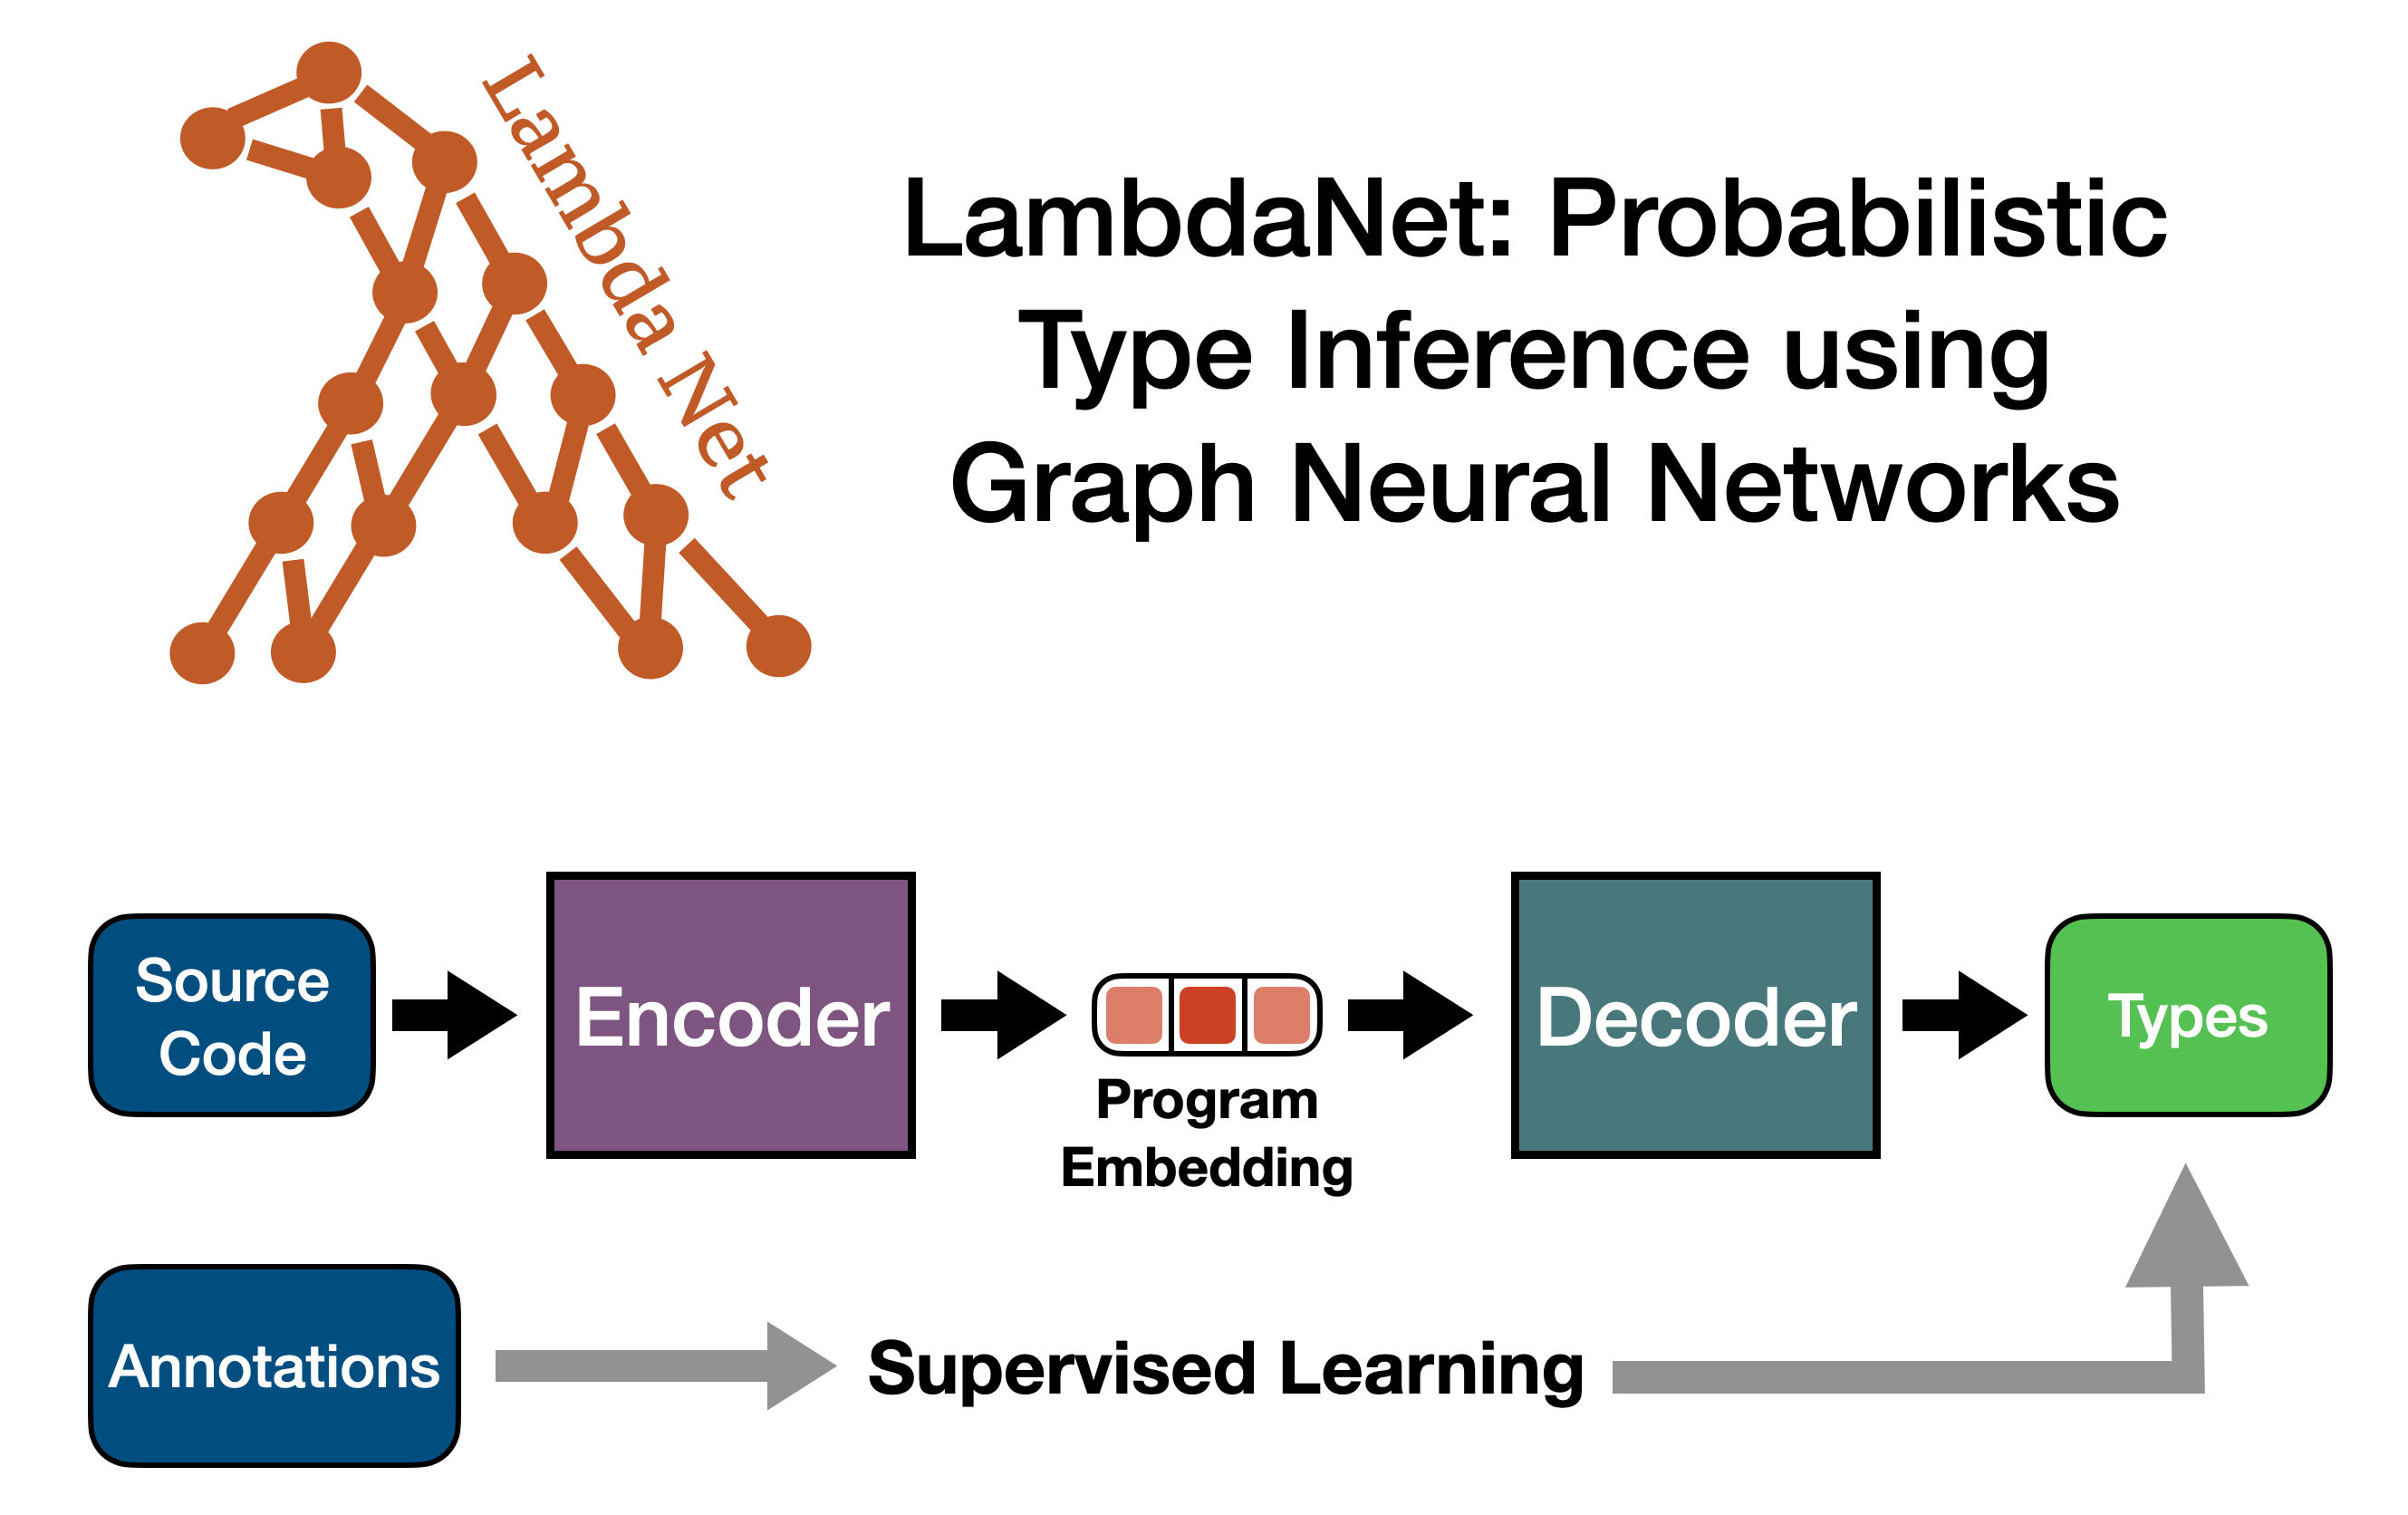 Lambda Net
LambdaNet: Probabilistic
Type Inference using
Graph Neural Networks
Source
Code
Encoder
Program
Embedding
Decoder
Types
Annotations
Supervised Learning